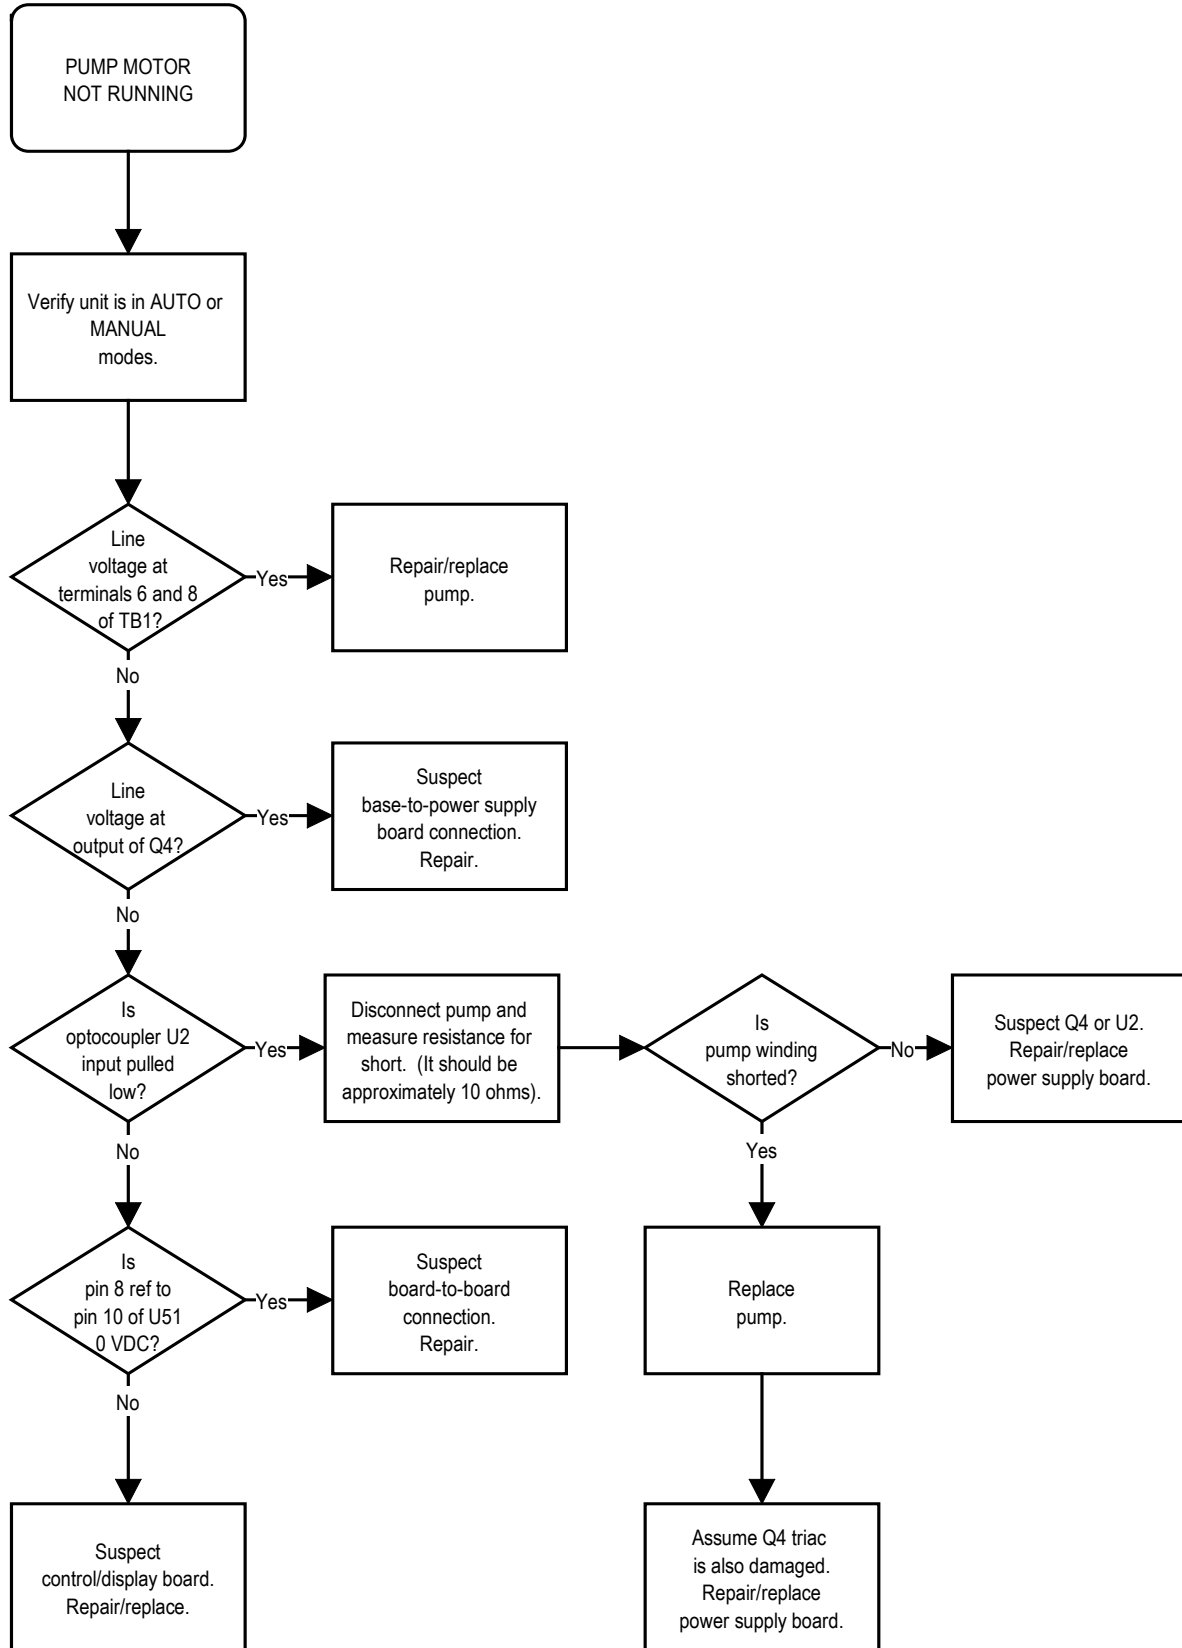 PUMP MOTOR
NOT RUNNING
Verify unit is in AUTO or
MANUAL
modes.
Line
voltage at
terminals 6 and 8
of TB1?
Yes
Repair/replace
pump.
No
Line
voltage at
output of Q4?
Yes
Suspect
base-to-power supply
board connection.
Repair.
No
Is
optocoupler U2
input pulled
low?
Yes
Disconnect pump and
measure resistance for
short. (It should be
approximately 10 ohms).
Is
pump winding
shorted?
No
Suspect Q4 or U2.
Repair/replace
power supply board.
No
Yes
Is
pin 8 ref to
pin 10 of U51
0 VDC?
Yes
Suspect
board-to-board
connection.
Repair.
Replace
pump.
No
Suspect
control/display board.
Repair/replace.
Assume Q4 triac
is also damaged.
Repair/replace
power supply board.